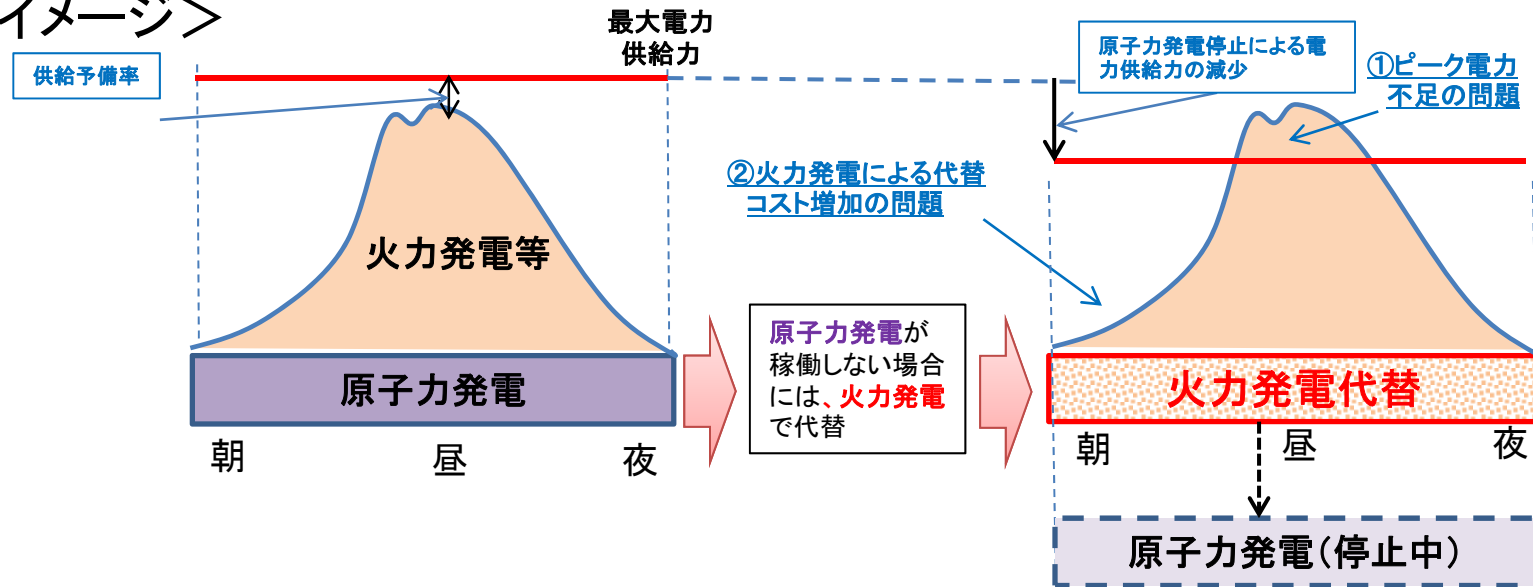 イメージ＞
供給予備率
最大電力
供給力
火力発電等
原子力発電
朝
昼
夜
原子力発電が
稼働しない場合
には、火力発電
で代替
②火力発電による代替
コスト増加の問題
原子力発電停止による電
力供給力の減少
①ピーク電力
不足の問題
火力発電代替
朝
昼
夜
原子力発電(停止中)